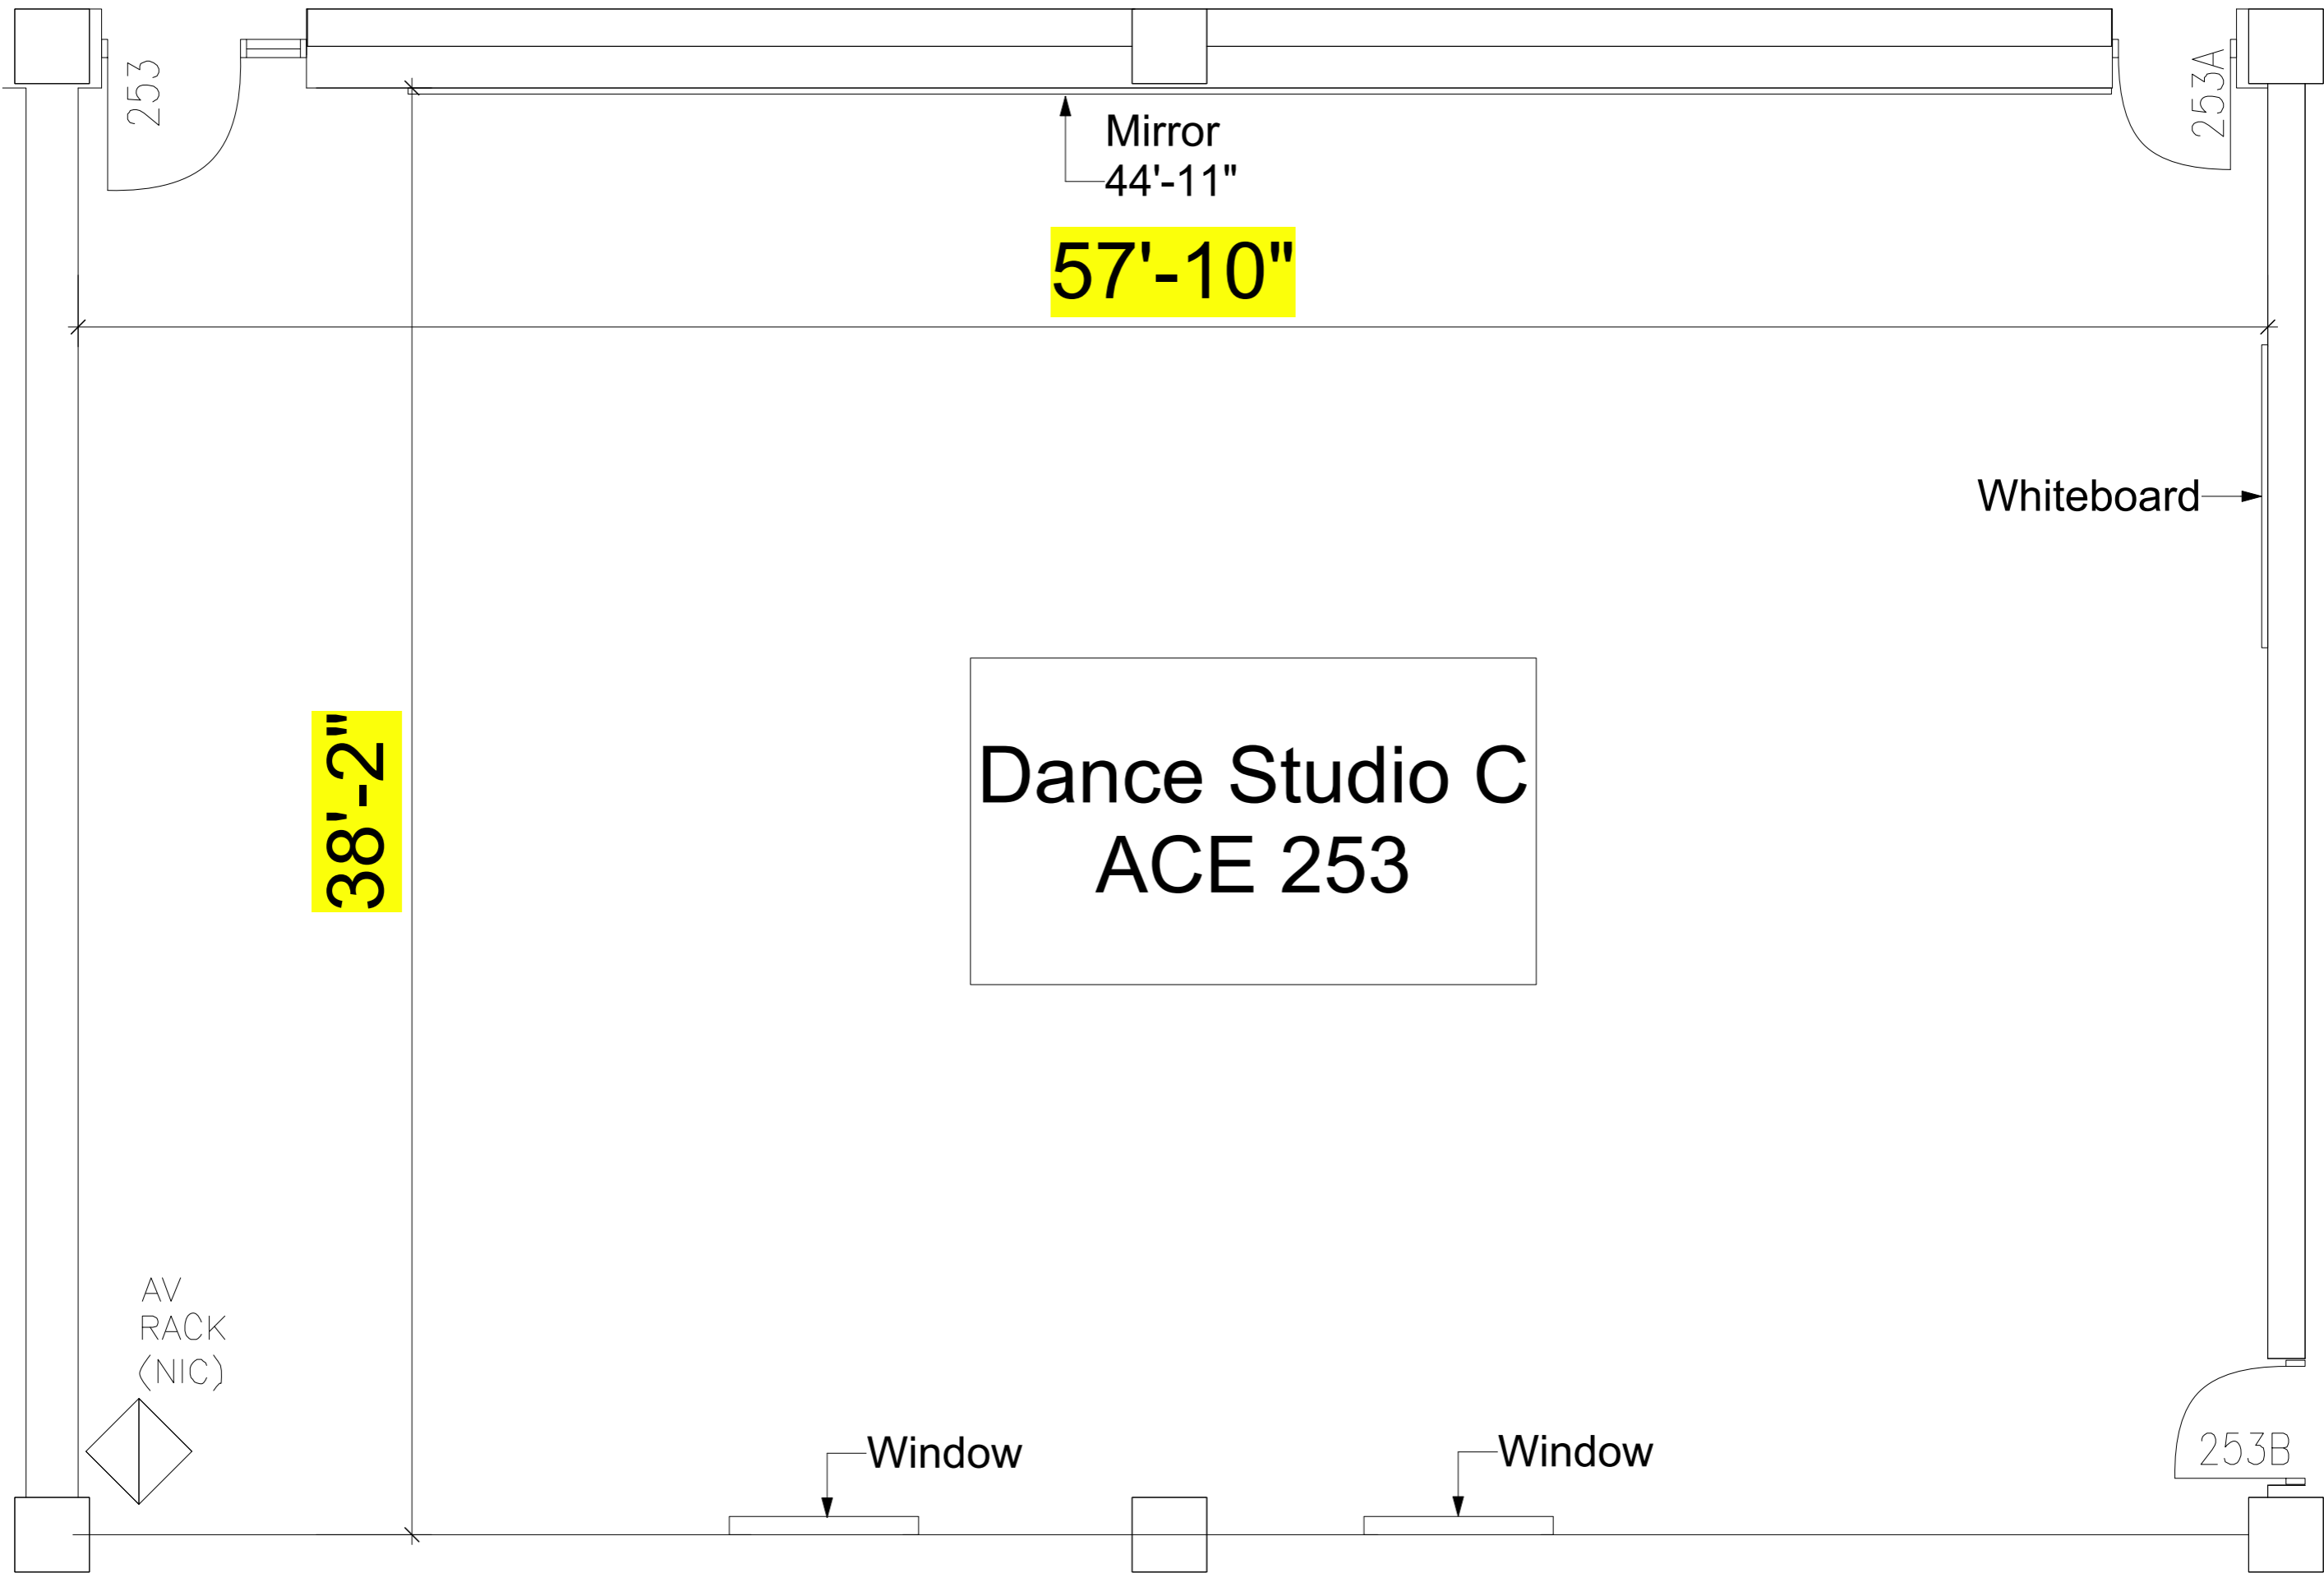 253
253A
Mirror
44'-11"
57'-10"
Whiteboard
38'-2"
Dance Studio C
ACE 253
AV
RACK
(NIC)
Window
Window
253B